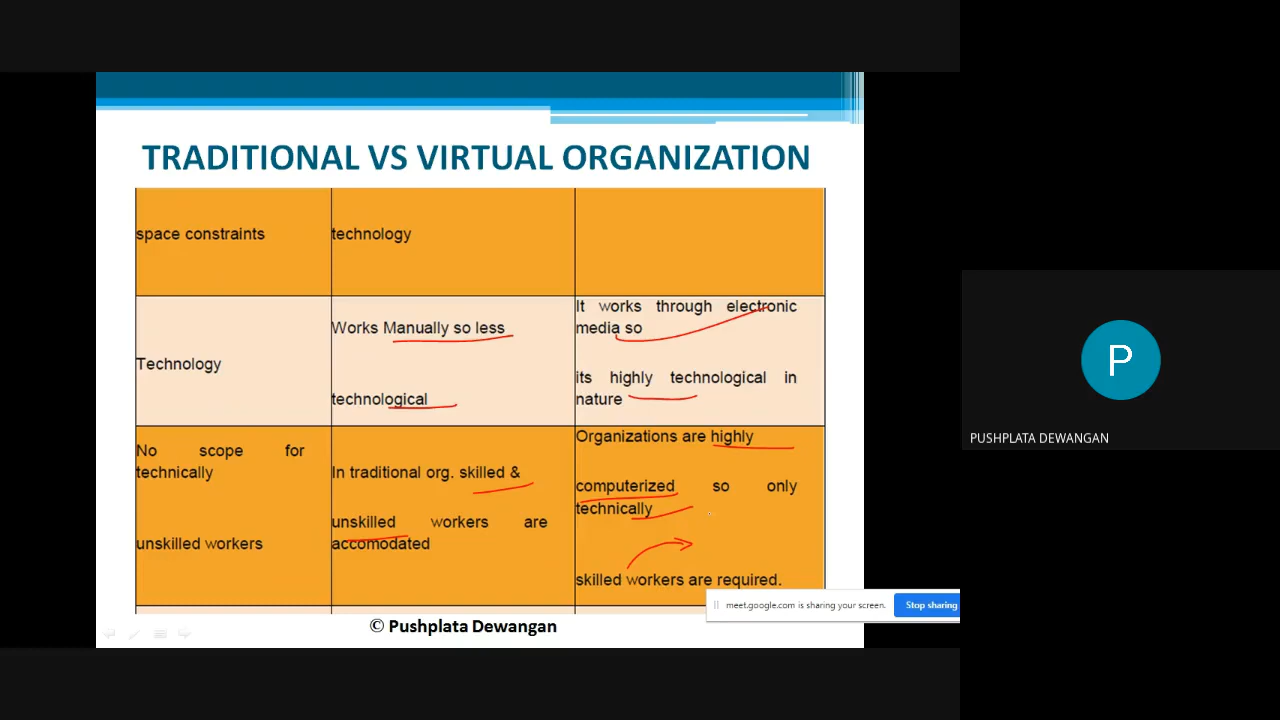 TRADITIONAL VS VIRTUAL ORGANIZATION
space constraints
technology
Technology
Works Manually so less
technological
It works through electronic
media so
its highly technological in
nature
No scope for
technically
unskilled workers
In traditional org. skilled &
unskilled workers are
accomodated
Organizations are highly
computerized so only
technically
skilled workers are required.
© Pushplata Dewangan
meet.google.com is sharing your screen.
Stop sharing
P
PUSHPLATA DEWANGAN